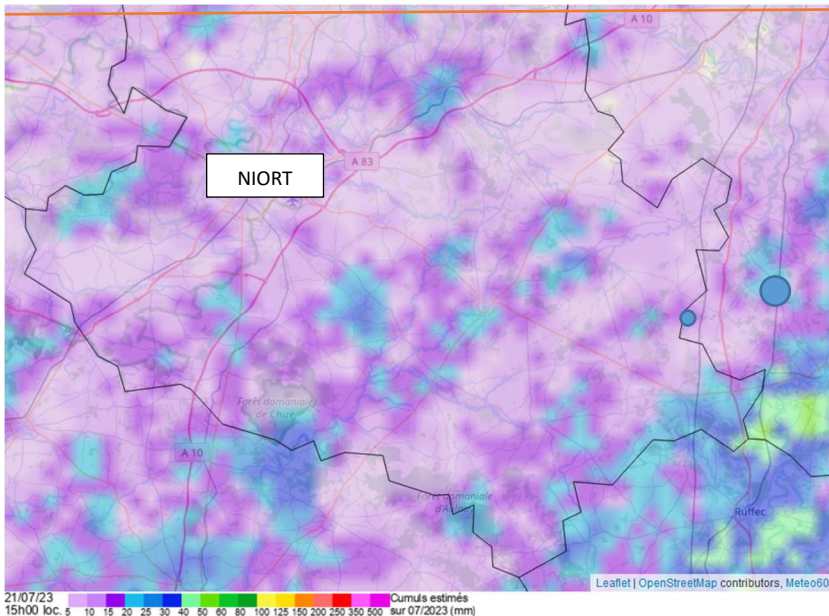 A 10
A 83
NIORT
Forêt domaniale
de Chizé
A 10
Forêt domaniale
d'Aulnay
Ruffec
Leaflet | OpenStreetMap contributors, Meteo60
21/07/23
15h00 loc.
5 10 15 20 25 30 40 50 60 80 100 125 150 200 250 350 500
Cumuls estimés
sur 07/2023 (mm)